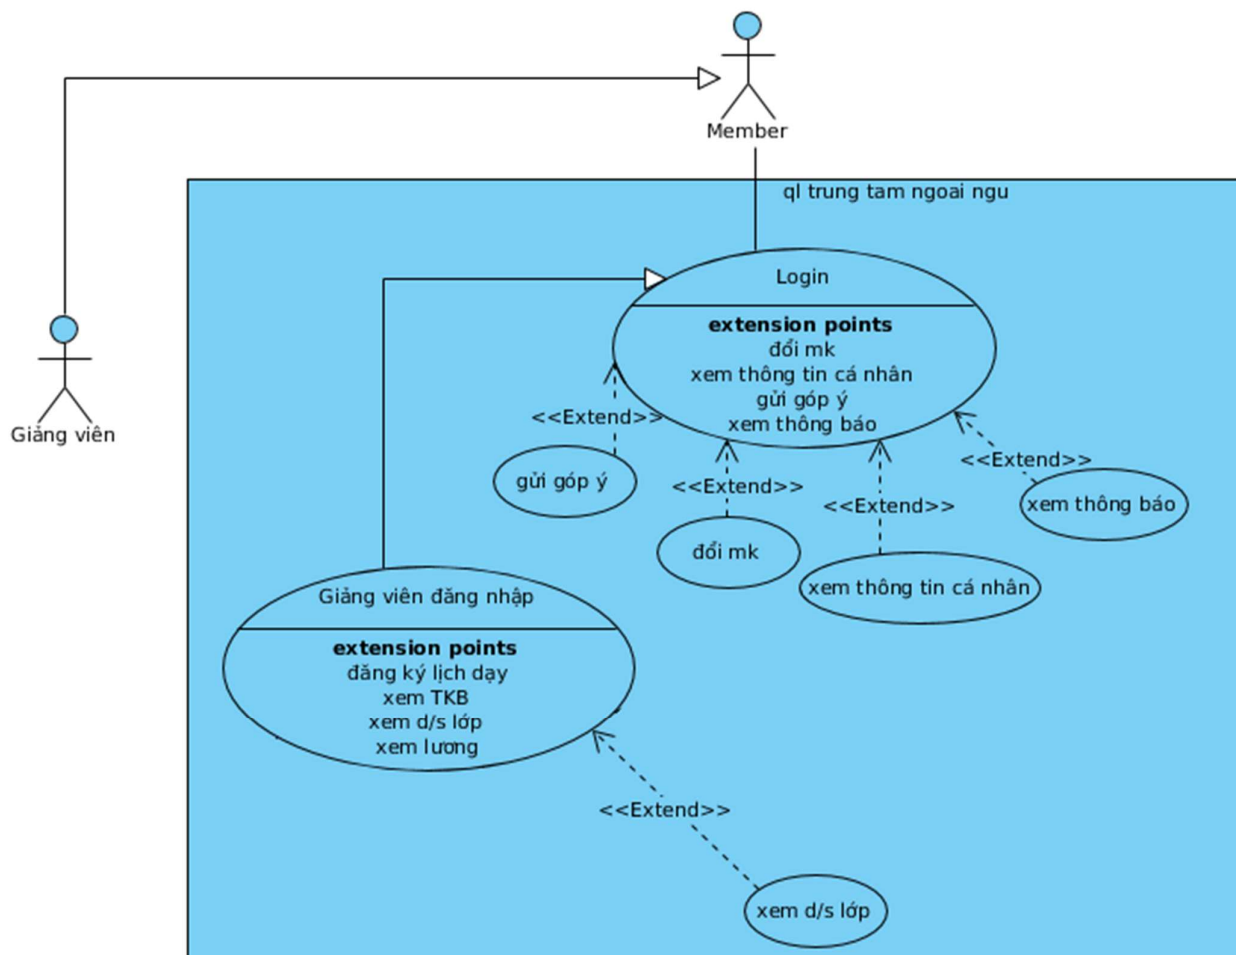 Member
ql trung tam ngoai ngu
Login
extension points
đổi mk
xem thông tin cá nhân
gửi góp ý
xem thông báo
Giảng viên
<<Extend>>
gửi góp ý
<<Extend>>
đổi mk
<<Extend>>
xem thông tin cá nhân
<<Extend>>
xem thông báo
Giảng viên đăng nhập
extension points
đăng ký lịch dạy
xem TKB
xem d/s lớp
xem lương
<<Extend>>
xem d/s lớp